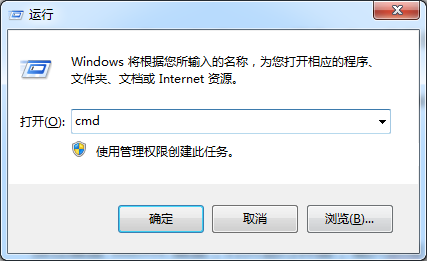 运行
Windows 将根据您所输入的名称，为您打开相应的程序、
文件夹、文档或 Internet 资源。
打开(O): cmd
使用管理权限创建此任务。
确定 取消 浏览(B)...